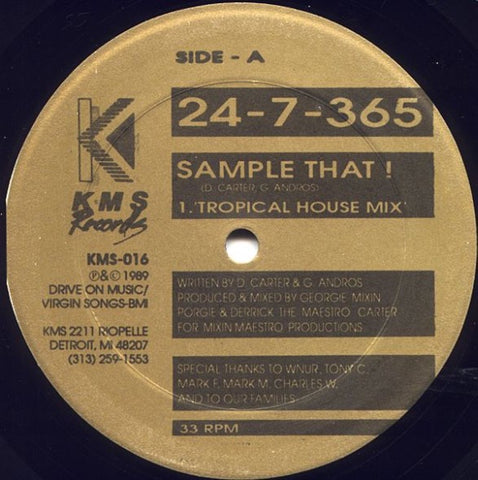 SIDE - A
24-7-365
SAMPLE THAT !
(D. CARTER, G. ANDROS)
1. 'TROPICAL HOUSE MIX'
K
KMS
Records
KMS-016
℗&© 1989
DRIVE ON MUSIC/
VIRGIN SONGS-BMI
KMS 2211 RIOPELLE
DETROIT, MI 48207
(313) 259-1553
WRITTEN BY D. CARTER & G. ANDROS
PRODUCED & MIXED BY GEORGIE MIXIN
PORGIE & DERRICK THE MAESTRO CARTER
FOR MIXIN MAESTRO PRODUCTIONS
SPECIAL THANKS TO WNUR, TONY C.
MARK F, MARK M, CHARLES W.
AND TO OUR FAMILIES
33 RPM